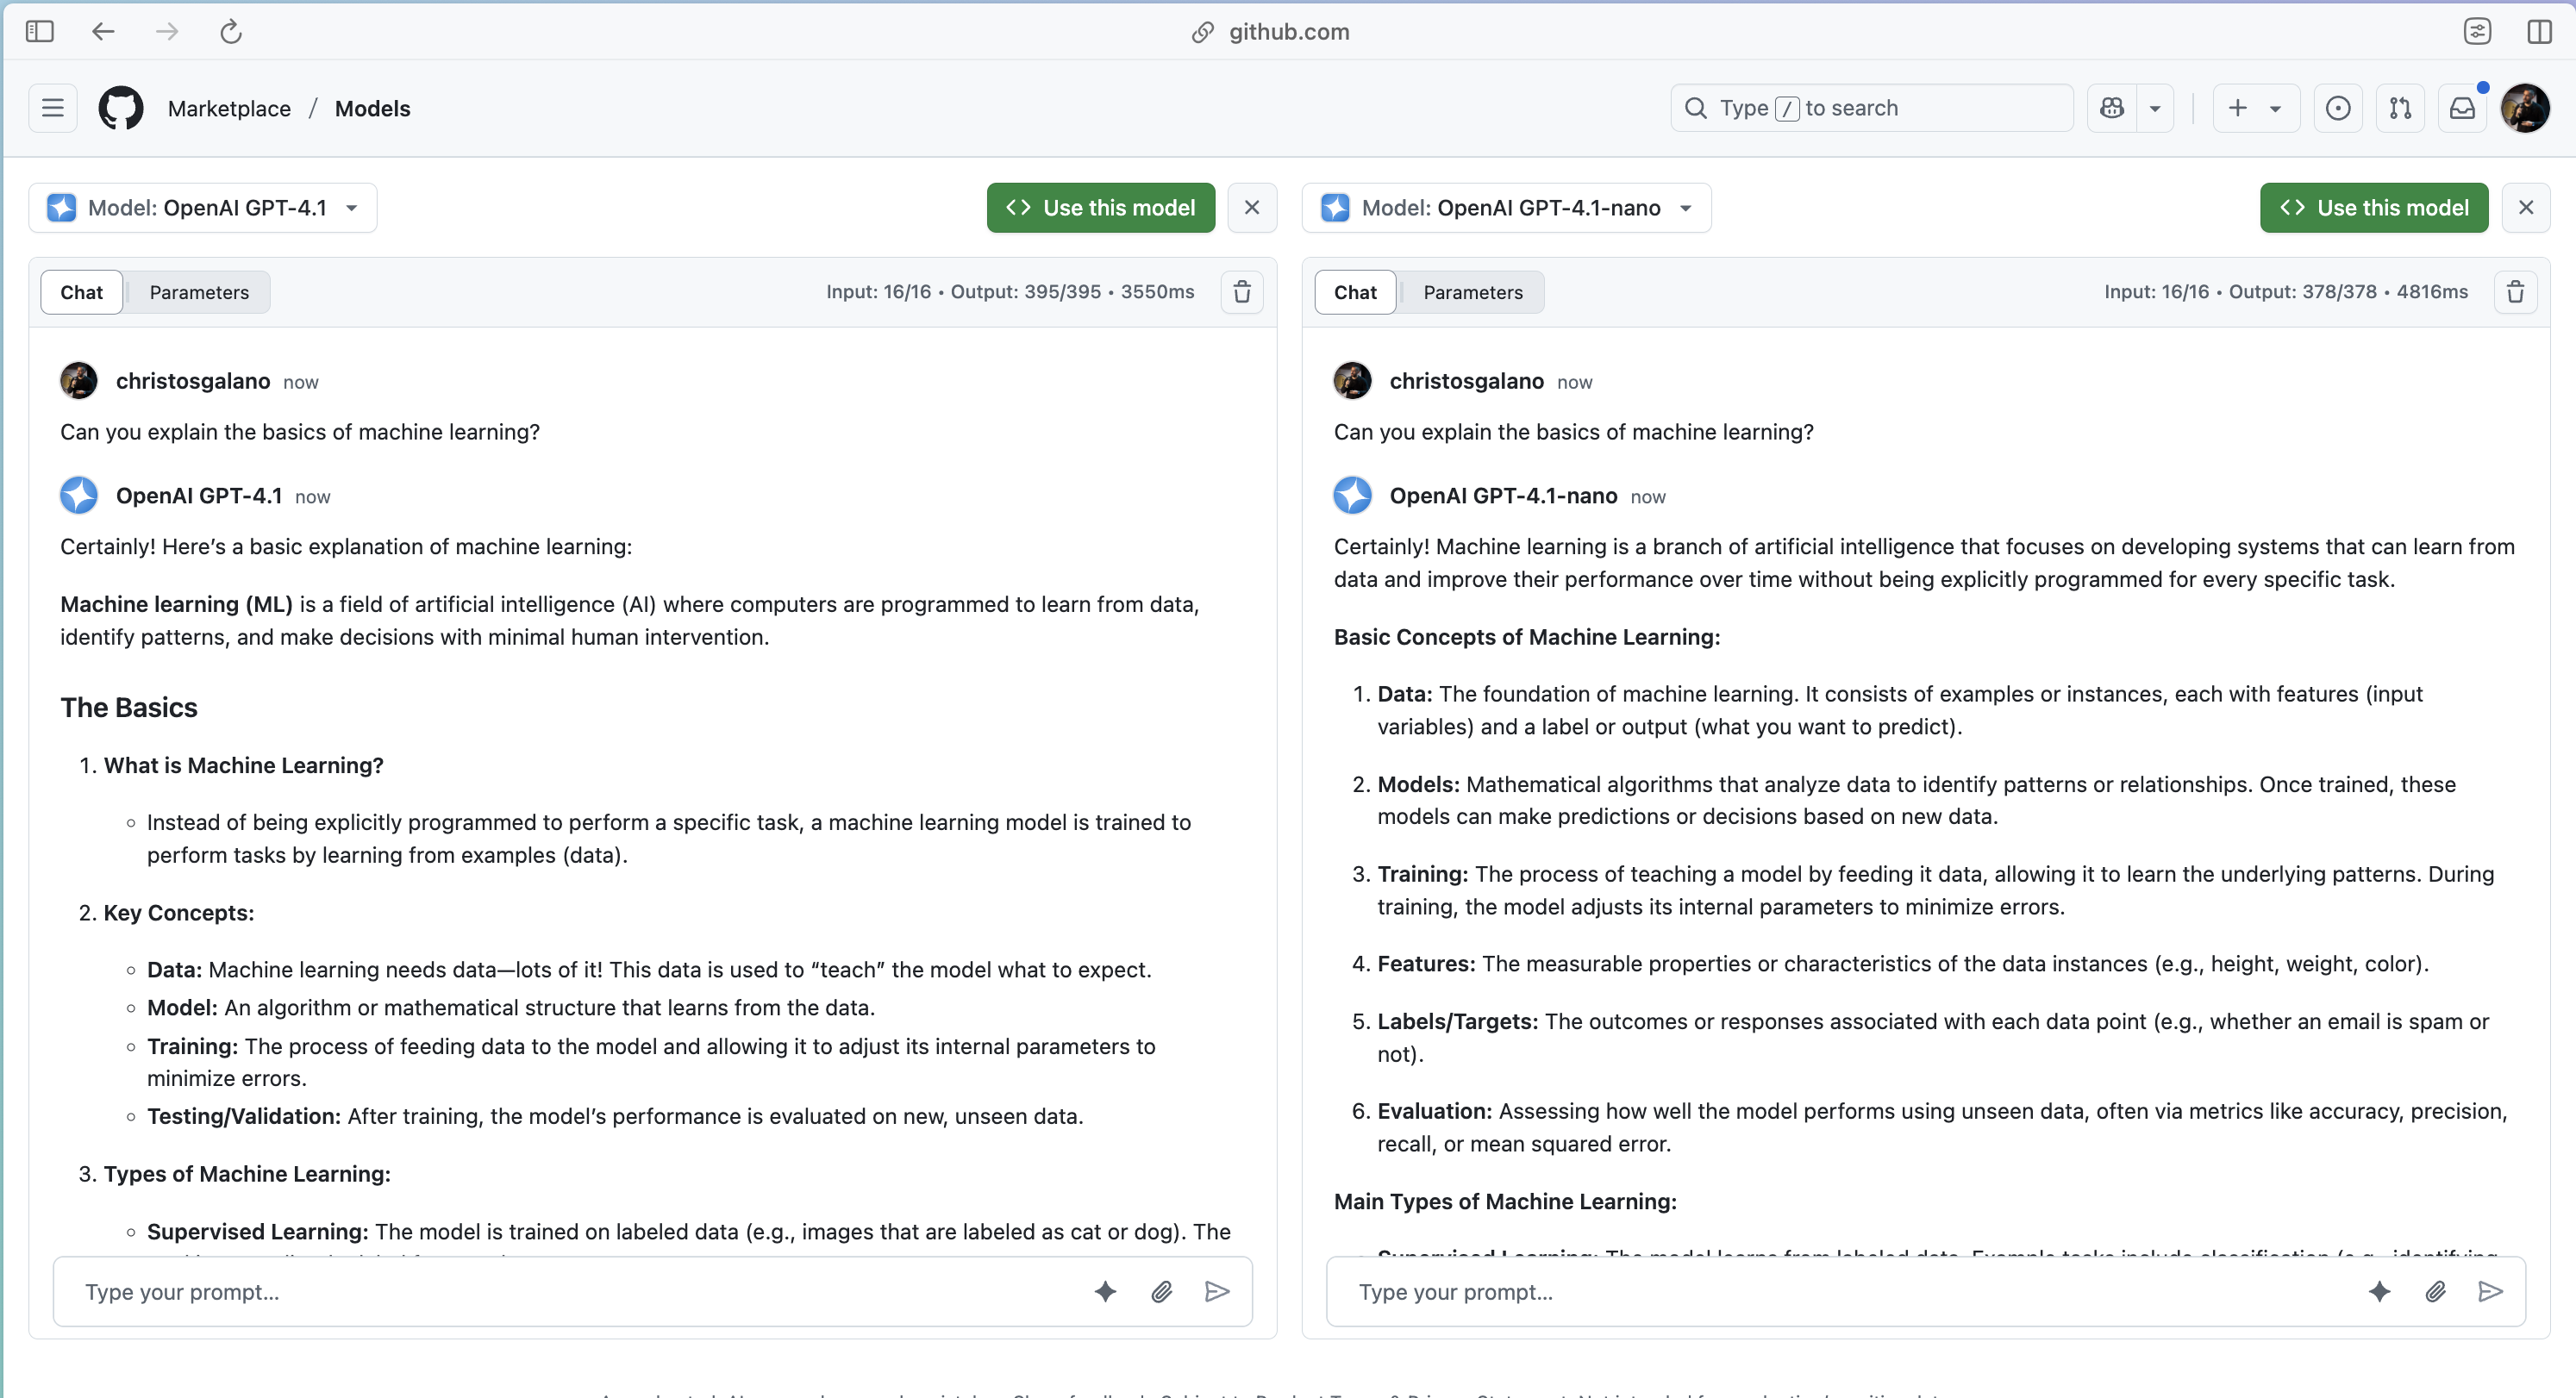 github.com
Marketplace / Models
Type / to search
Model: OpenAI GPT-4.1
Use this model
Chat
Parameters
Input: 16/16 • Output: 395/395 • 3550ms
christosgalano now
Can you explain the basics of machine learning?
OpenAI GPT-4.1 now
Certainly! Here’s a basic explanation of machine learning:
Machine learning (ML) is a field of artificial intelligence (AI) where computers are programmed to learn from data,
identify patterns, and make decisions with minimal human intervention.
The Basics
1. What is Machine Learning?
Instead of being explicitly programmed to perform a specific task, a machine learning model is trained to
perform tasks by learning from examples (data).
2. Key Concepts:
Data: Machine learning needs data—lots of it! This data is used to “teach” the model what to expect.
Model: An algorithm or mathematical structure that learns from the data.
Training: The process of feeding data to the model and allowing it to adjust its internal parameters to
minimize errors.
Testing/Validation: After training, the model’s performance is evaluated on new, unseen data.
3. Types of Machine Learning:
Supervised Learning: The model is trained on labeled data (e.g., images that are labeled as cat or dog). The
Type your prompt...
Model: OpenAI GPT-4.1-nano
Use this model
Chat
Parameters
Input: 16/16 • Output: 378/378 • 4816ms
christosgalano now
Can you explain the basics of machine learning?
OpenAI GPT-4.1-nano now
Certainly! Machine learning is a branch of artificial intelligence that focuses on developing systems that can learn from
data and improve their performance over time without being explicitly programmed for every specific task.
Basic Concepts of Machine Learning:
1. Data: The foundation of machine learning. It consists of examples or instances, each with features (input
variables) and a label or output (what you want to predict).
2. Models: Mathematical algorithms that analyze data to identify patterns or relationships. Once trained, these
models can make predictions or decisions based on new data.
3. Training: The process of teaching a model by feeding it data, allowing it to learn the underlying patterns. During
training, the model adjusts its internal parameters to minimize errors.
4. Features: The measurable properties or characteristics of the data instances (e.g., height, weight, color).
5. Labels/Targets: The outcomes or responses associated with each data point (e.g., whether an email is spam or
not).
6. Evaluation: Assessing how well the model performs using unseen data, often via metrics like accuracy, precision,
recall, or mean squared error.
Main Types of Machine Learning:
Supervised Learning: The model learns from labeled data. Example tasks include classification (e.g., identifying
Type your prompt...